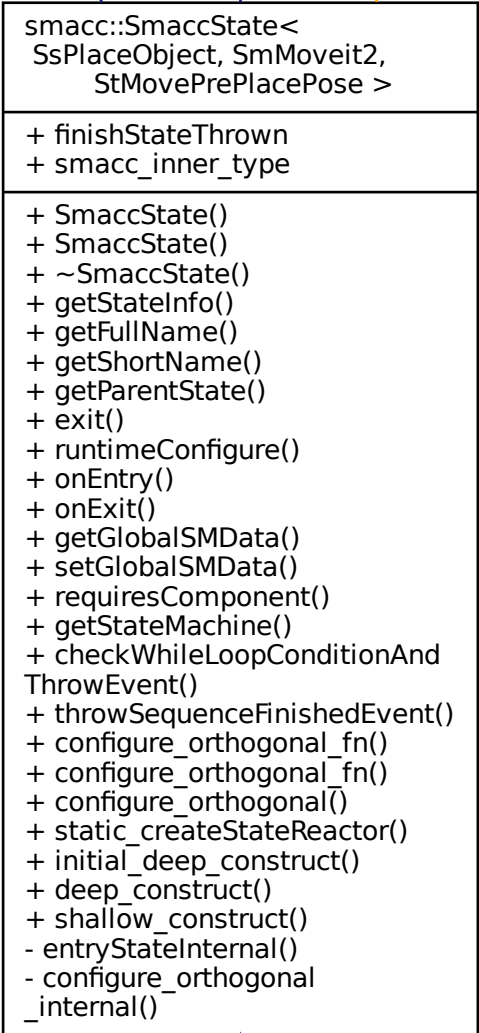 smacc::SmaccState<
SsPlaceObject, SmMoveit2,
StMovePrePlacePose >
+ finishStateThrown
+ smacc_inner_type
+ SmaccState()
+ SmaccState()
+ ~SmaccState()
+ getStateInfo()
+ getFullName()
+ getShortName()
+ getParentState()
+ exit()
+ runtimeConfigure()
+ onEntry()
+ onExit()
+ getGlobalSMData()
+ setGlobalSMData()
+ requiresComponent()
+ getStateMachine()
+ checkWhileLoopConditionAnd
ThrowEvent()
+ throwSequenceFinishedEvent()
+ configure_orthogonal_fn()
+ configure_orthogonal_fn()
+ configure_orthogonal()
+ static_createStateReactor()
+ initial_deep_construct()
+ deep_construct()
+ shallow_construct()
- entryStateInternal()
- configure_orthogonal
_internal()